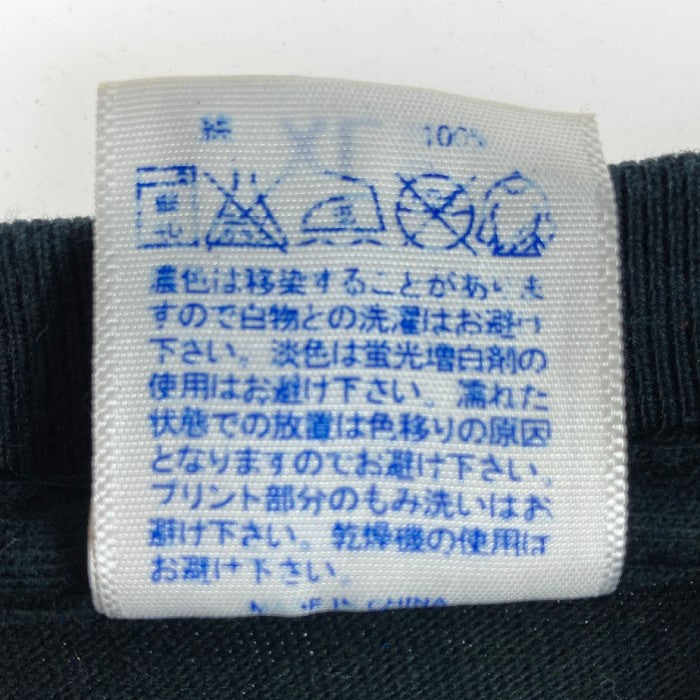 綿 100%
濃色は移染することがありま
すので白物との洗濯はお避け
下さい。淡色は蛍光増白剤の
使用はお避け下さい。濡れた
状態での放置は色移りの原因
となりますのでお避け下さい。
プリント部分のもみ洗いはお
避け下さい。乾燥機の使用は
お避け下さい。
MADE IN CHINA